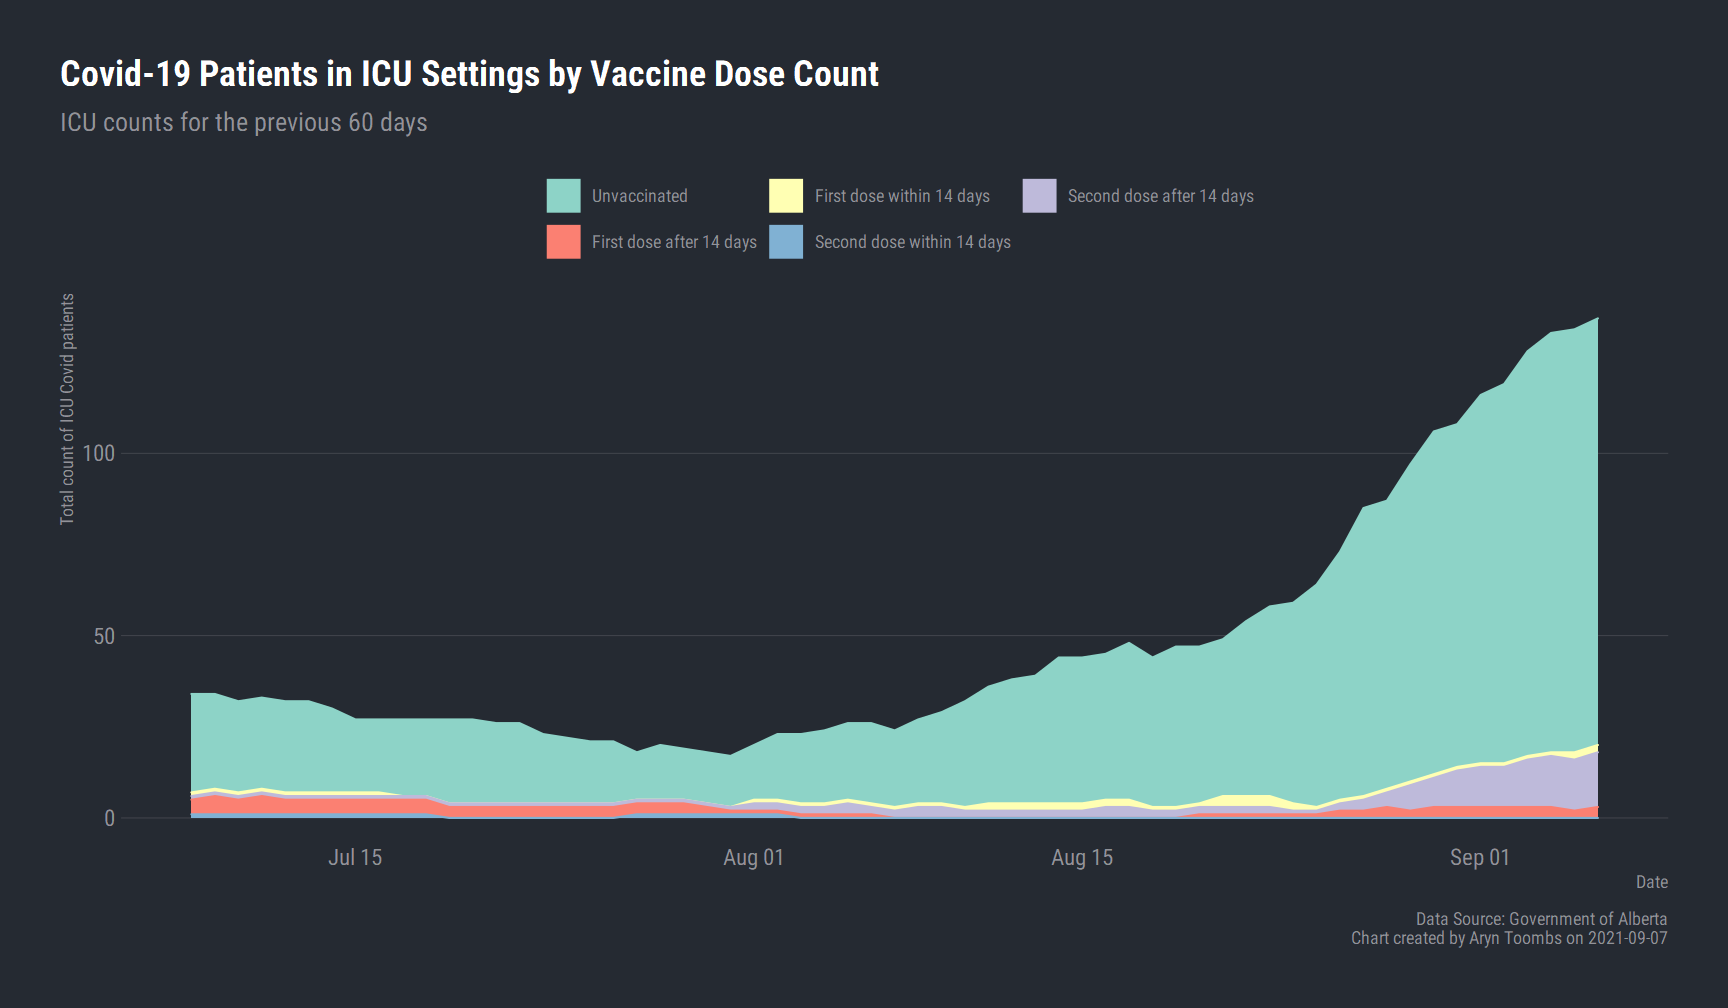 Covid-19 Patients in ICU Settings by Vaccine Dose Count
ICU counts for the previous 60 days
Unvaccinated
First dose within 14 days
Second dose after 14 days
First dose after 14 days
Second dose within 14 days
Total count of ICU Covid patients
100
50
0
Jul 15
Aug 01
Aug 15
Sep 01
Date
Data Source: Government of Alberta
Chart created by Aryn Toombs on 2021-09-07